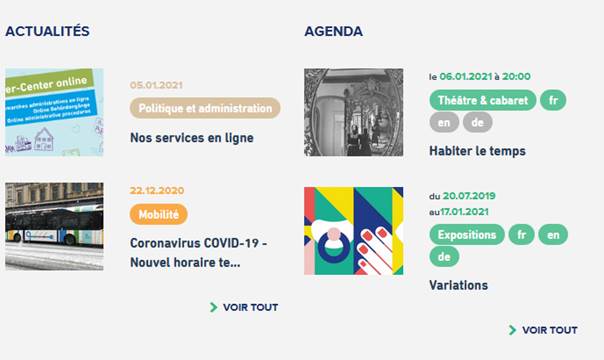 ACTUALITÉS
er-Center online
démarches administratives en ligne
Online Behördengänge
Online administrative procedures
05.01.2021
Politique et administration
Nos services en ligne
22.12.2020
Mobilité
Coronavirus COVID-19 -
Nouvel horaire te...
VOIR TOUT
AGENDA
le 06.01.2021 à 20:00
Théâtre & cabaret fr
en de
Habiter le temps
du 20.07.2019
au17.01.2021
Expositions fr en
de
Variations
VOIR TOUT